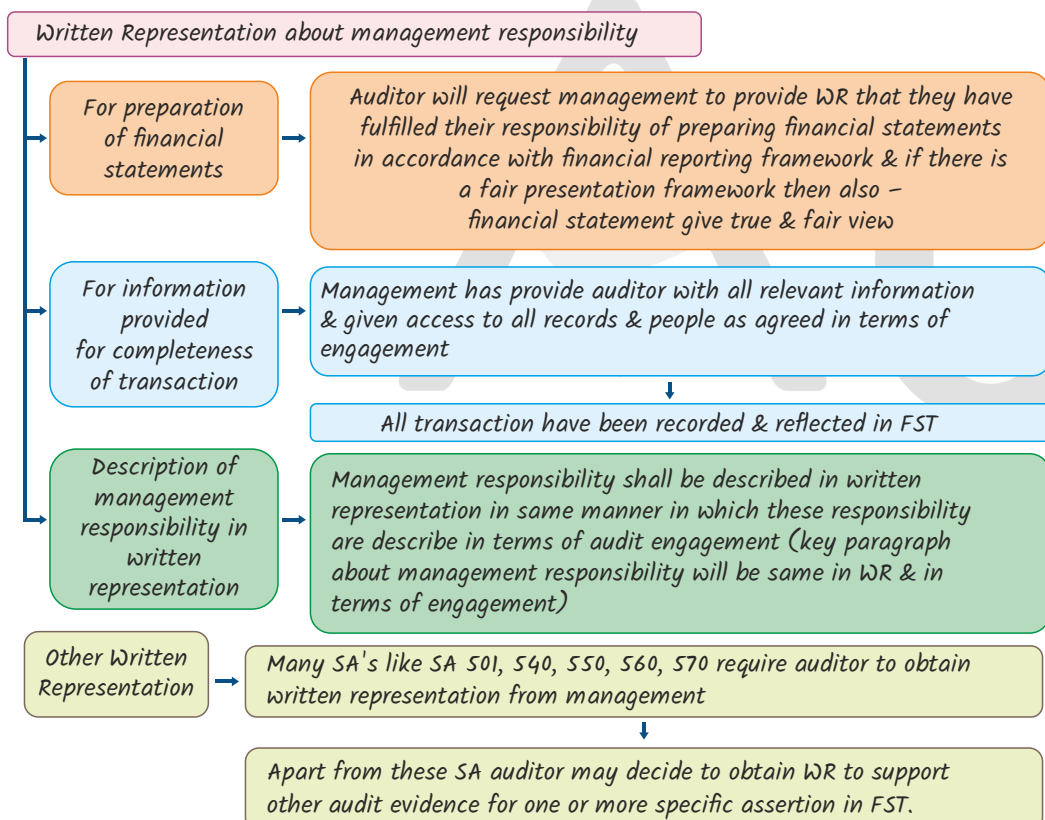 Written Representation about management responsibility
For preparation
of financial
statements
Auditor will request management to provide WR that they have
fulfilled their responsibility of preparing financial statements
in accordance with financial reporting framework & if there is
a fair presentation framework then also –
financial statement give true & fair view
For information
provided
for completeness
of transaction
Management has provide auditor with all relevant information
& given access to all records & people as agreed in terms of
engagement
All transaction have been recorded & reflected in FST
Description of
management
responsibility in
written
representation
Management responsibility shall be described in written
representation in same manner in which these responsibility
are describe in terms of audit engagement (key paragraph
about management responsibility will be same in WR & in
terms of engagement)
Other Written
Representation
Many SA's like SA 501, 540, 550, 560, 570 require auditor to obtain
written representation from management
Apart from these SA auditor may decide to obtain WR to support
other audit evidence for one or more specific assertion in FST.